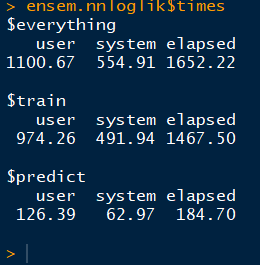 > ensem.nnloglik$times
$everything
   user  system elapsed
1100.67  554.91 1652.22

$train
   user  system elapsed
 974.26  491.94 1467.50

$predict
   user  system elapsed
 126.39   62.97  184.70

>